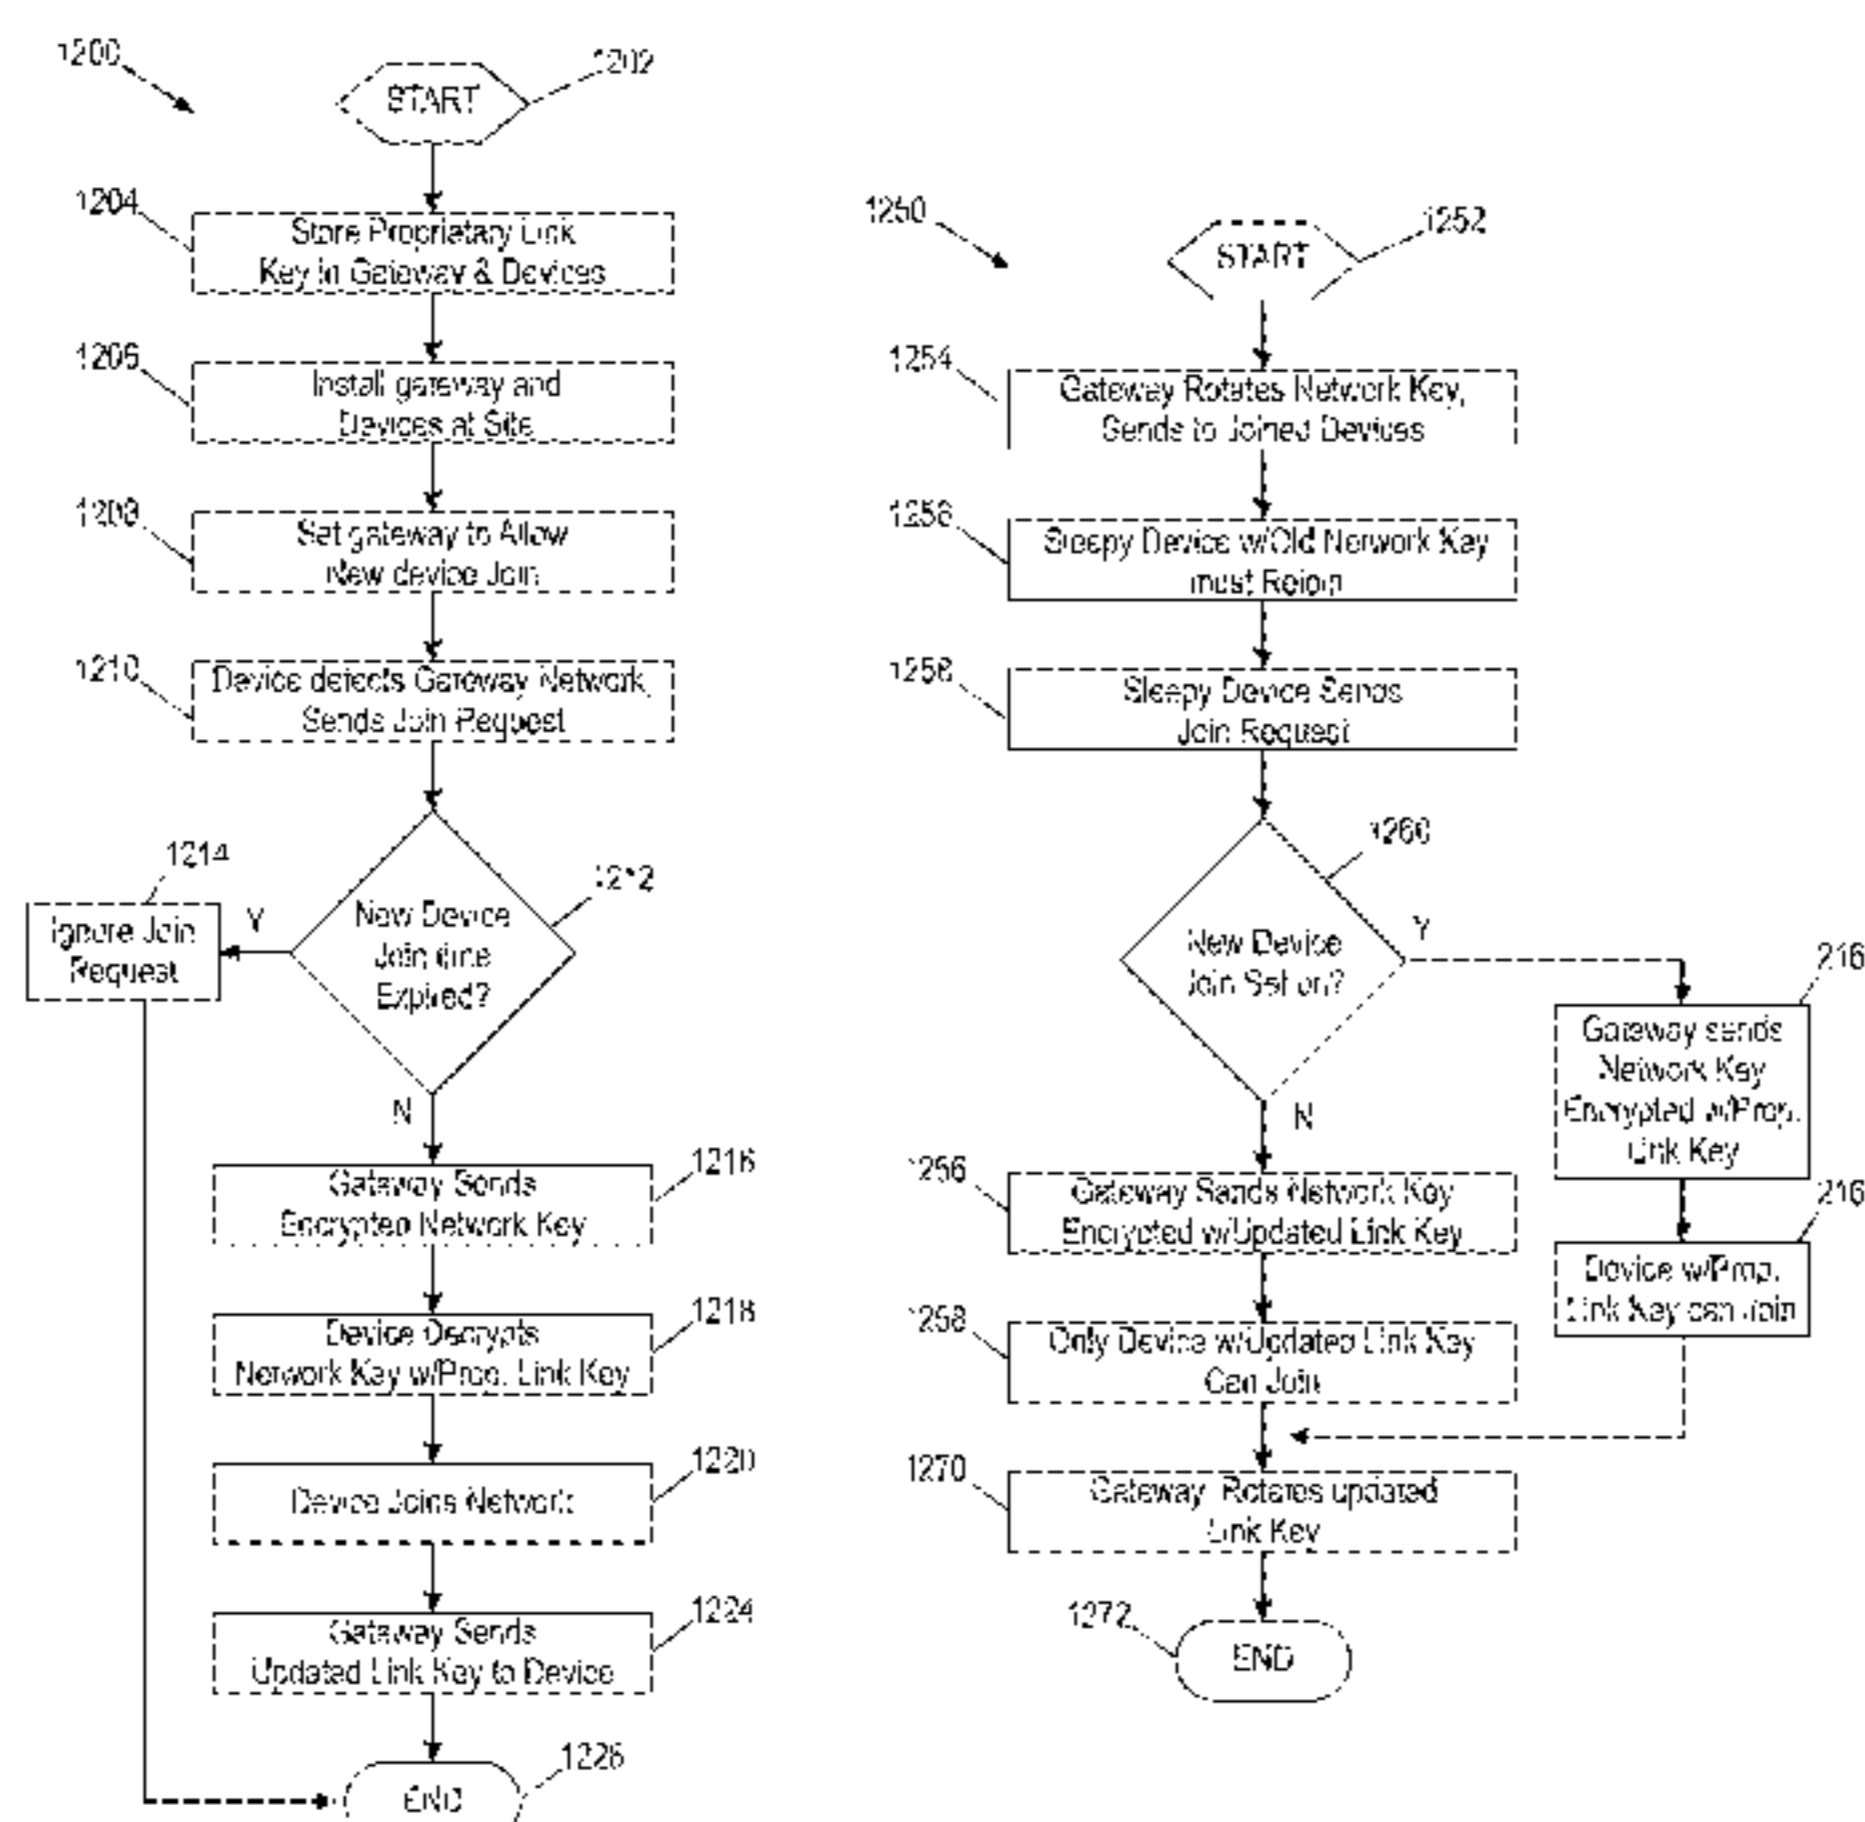 1200
START
1202
1204
Store Proprietary Link
Key in Gateway & Devices
1206
Install gateway and
Devices at Site
1208
Set gateway to Allow
New device Join
1210
Device detects Gateway Network
Sends Join Request
1212
New Device
Join time
Expired?
Y
1214
Ignore Join
Request
N
1216
Gateway Sends
Encrypted Network Key
1218
Device Decrypts
Network Key w/Prop. Link Key
1220
Device Joins Network
1224
Gateway Sends
Updated Link Key to Device
END
1250
START
1252
1254
Gateway Rotates Network Key,
Sends to Joined Devices
1256
Sleepy Device w/Old Network Key
must Rejoin
Sleepy Device Sends
Join Request
1260
New Device
Join Set on?
Y
216
Gateway sends
Network Key
Encrypted w/Prop.
Link Key
216
Device w/Prop.
Link Key can Join
N
Gateway Sends Network Key
Encrypted w/Updated Link Key
Only Device w/Updated Link Key
Can Join
1270
Gateway Rotates updated
Link Key
1272
END